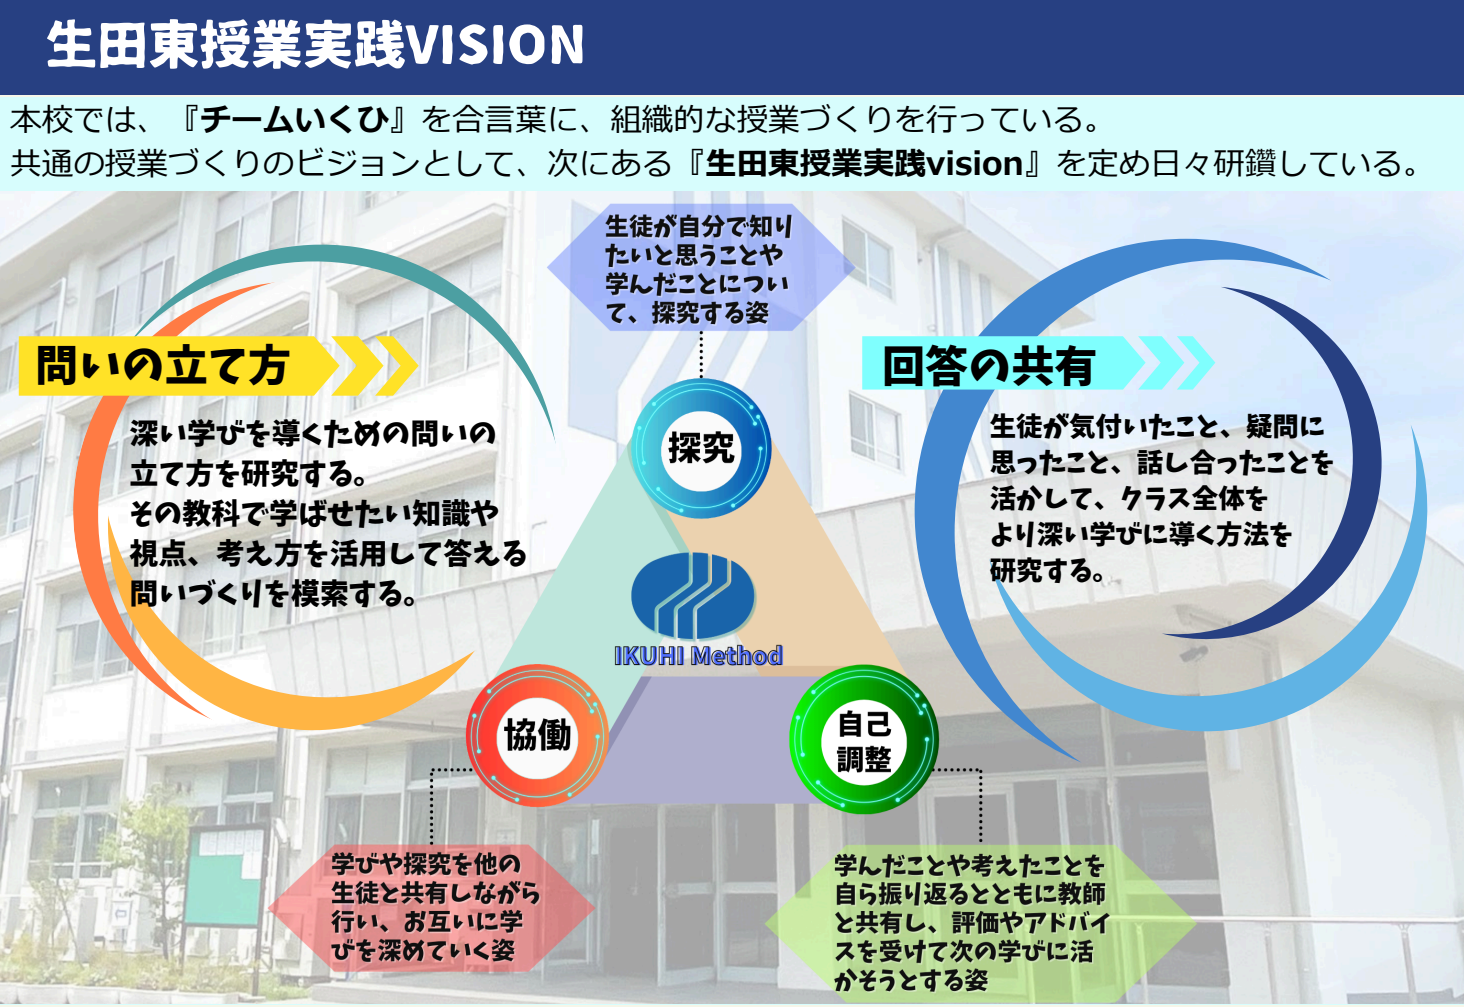 生田東授業実践VISION
本校では、『チームいくひ』を合言葉に、組織的な授業づくりを行っている。
共通の授業づくりのビジョンとして、次にある『生田東授業実践vision』を定め日々研鑽している。
生徒が自分で知り
たいと思うことや
学んだことについ
て、探究する姿
問いの立て方
深い学びを導くための問いの
立て方を研究する。
その教科で学ばせたい知識や
視点、考え方を活用して答える
問いづくりを模索する。
回答の共有
生徒が気付いたこと、疑問に
思ったこと、話し合ったことを
活かして、クラス全体を
より深い学びに導く方法を
研究する。
探究
IKUHI Method
協働
自己
調整
学びや探究を他の
生徒と共有しながら
行い、お互いに学
びを深めていく姿
学んだことや考えたことを
自ら振り返るとともに教師
と共有し、評価やアドバイ
スを受けて次の学びに活
かそうとする姿